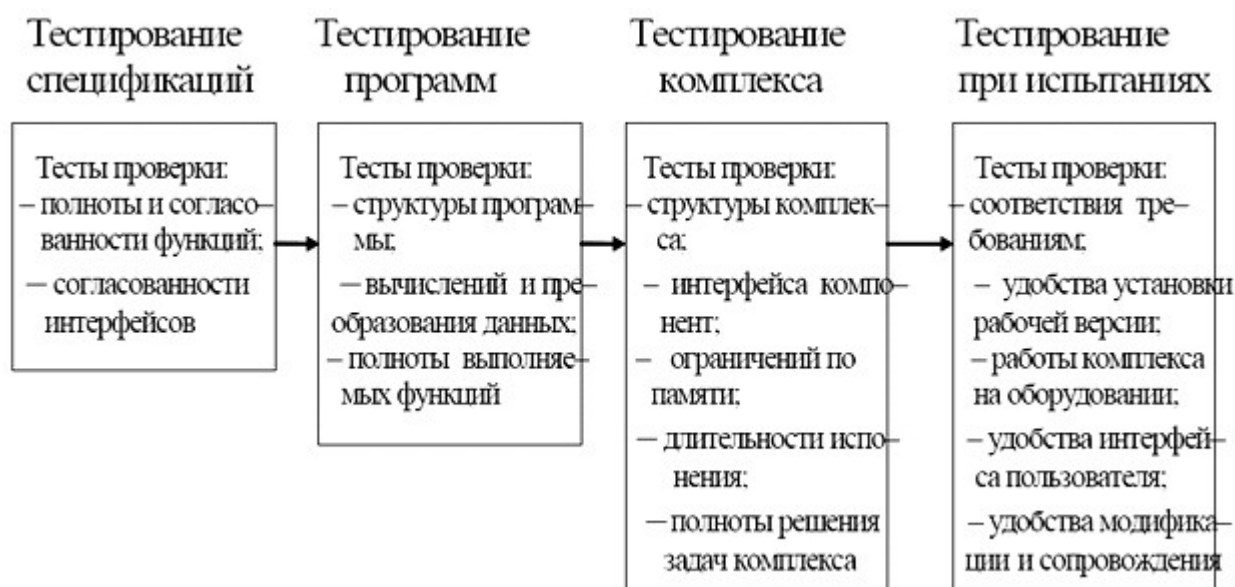 Тестирование
спецификаций
Тесты проверки:
– полноты и согласо-
ванности функций;
– согласованности
интерфейсов
Тестирование
программ
Тесты проверки:
– структуры програм-
мы;
– вычислений и пре-
образования данных;
– полноты выполняе-
мых функций
Тестирование
комплекса
Тесты проверки:
– структуры комплек-
са;
– интерфейса компо-
нент;
– ограничений по
памяти;
– длительности испо-
нения;
– полноты решения
задач комплекса
Тестирование
при испытаниях
Тесты проверки:
– соответствия тре-
бованиям;
– удобства установки
рабочей версии;
– работы комплекса
на оборудовании;
– удобства интерфей-
са пользователя;
– удобства модифика-
ции и сопровождения